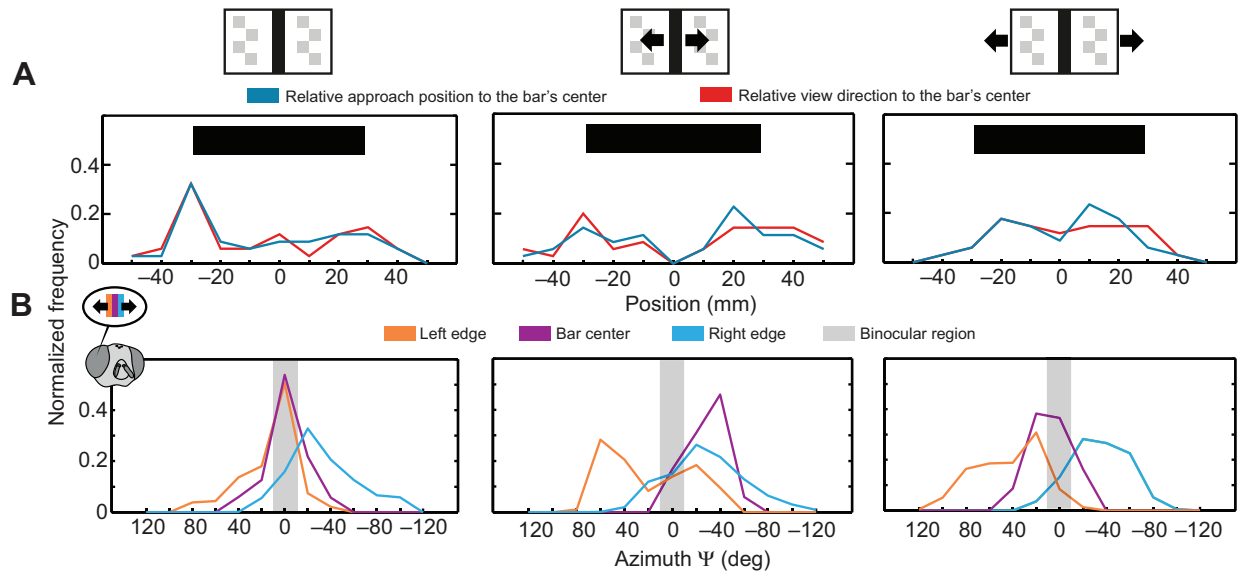 A
Relative approach position to the bar's center
Relative view direction to the bar's center
Normalized frequency
0.4
0.2
0
−40 −20 0 20 40
−40 −20 0 20 40
−40 −20 0 20 40
Position (mm)
B
Left edge
Bar center
Right edge
Binocular region
0.4
0.2
0
120 80 40 0 −40 −80 −120
120 80 40 0 −40 −80 −120
120 80 40 0 −40 −80 −120
Azimuth Ψ (deg)